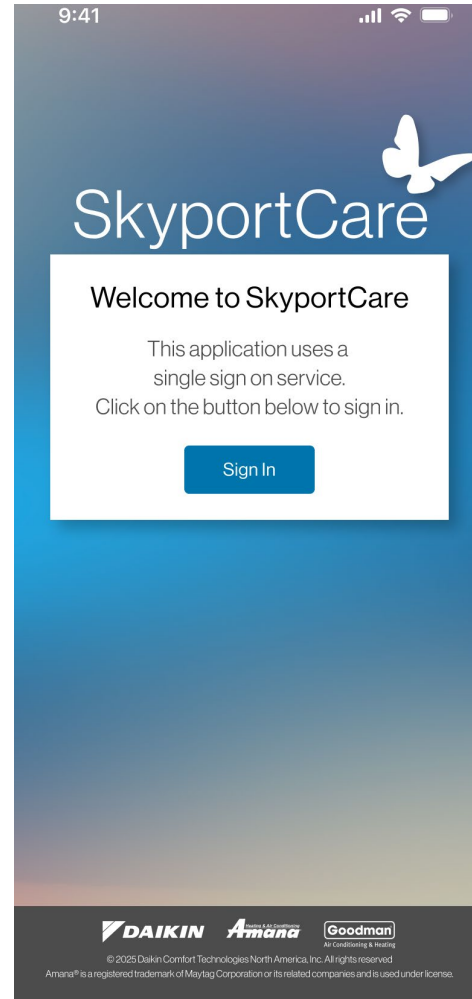 9:41
SkyportCare
Welcome to SkyportCare
This application uses a
single sign on service.
Click on the button below to sign in.
Sign In
DAIKIN
Heating & Air Conditioning
Amana
Goodman
Air Conditioning & Heating
© 2025 Daikin Comfort Technologies North America, Inc. All rights reserved
Amana® is a registered trademark of Maytag Corporation or its related companies and is used under license.